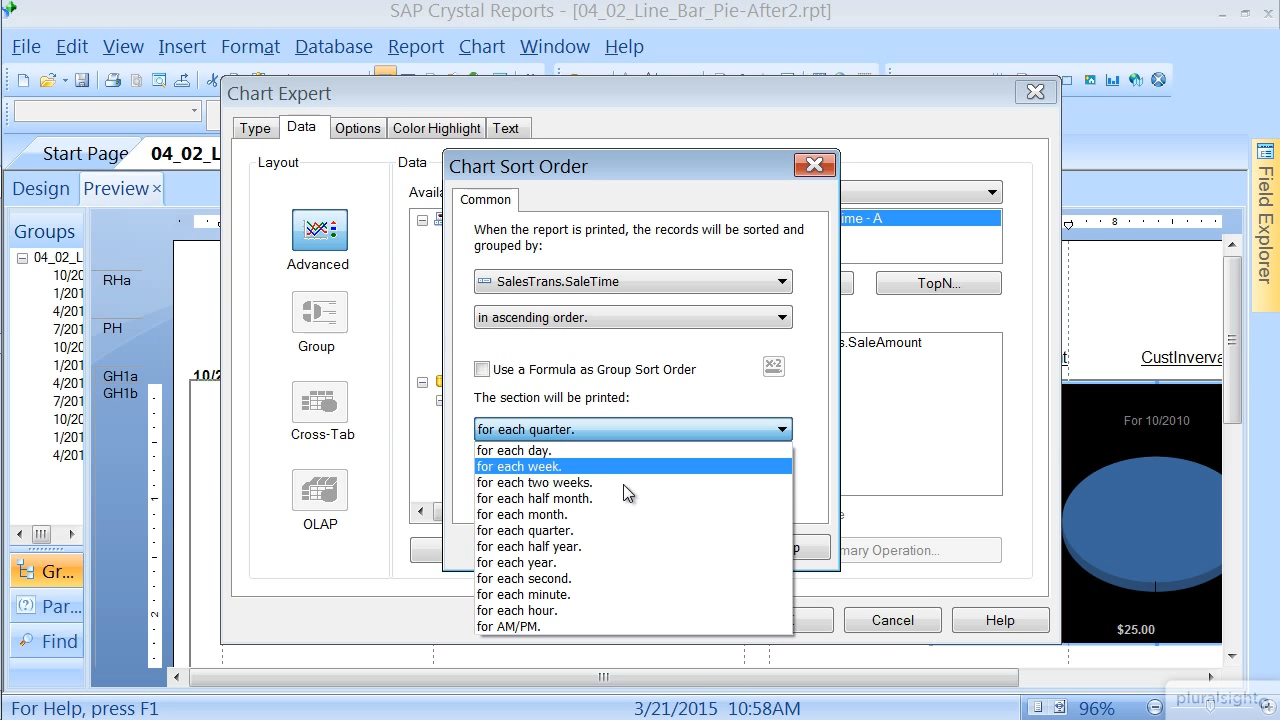 SAP Crystal Reports - [04_02_Line_Bar_Pie-After2.rpt]
File Edit View Insert Format Database Report Chart Window Help
Chart Expert
Type Data Options Color Highlight Text
Start Page 04_02_L
Layout Data
Chart Sort Order
Design Preview
Availa
Common
ime - A
Groups
When the report is printed, the records will be sorted and
grouped by:
8
04_02_L
10/20
1/201
4/201
7/201
10/20
1/201
4/201
7/201
10/20
1/201
4/201
Advanced
RHa
SalesTrans.SaleTime
TopN...
Field Explorer
in ascending order.
PH
Group
s.SaleAmount
CustInverva
Use a Formula as Group Sort Order
x-2
GH1a
10/2
GH1b
The section will be printed:
For 10/2010
Cross-Tab
for each quarter.
for each day.
for each week.
for each two weeks.
for each half month.
for each month.
for each quarter.
for each half year.
for each year.
for each second.
for each minute.
for each hour.
for AM/PM.
1
OLAP
p
mary Operation...
Gr...
Par...
2
Cancel Help
$25.00
Find
For Help, press F1
3/21/2015 10:58AM
96%
pluralsight